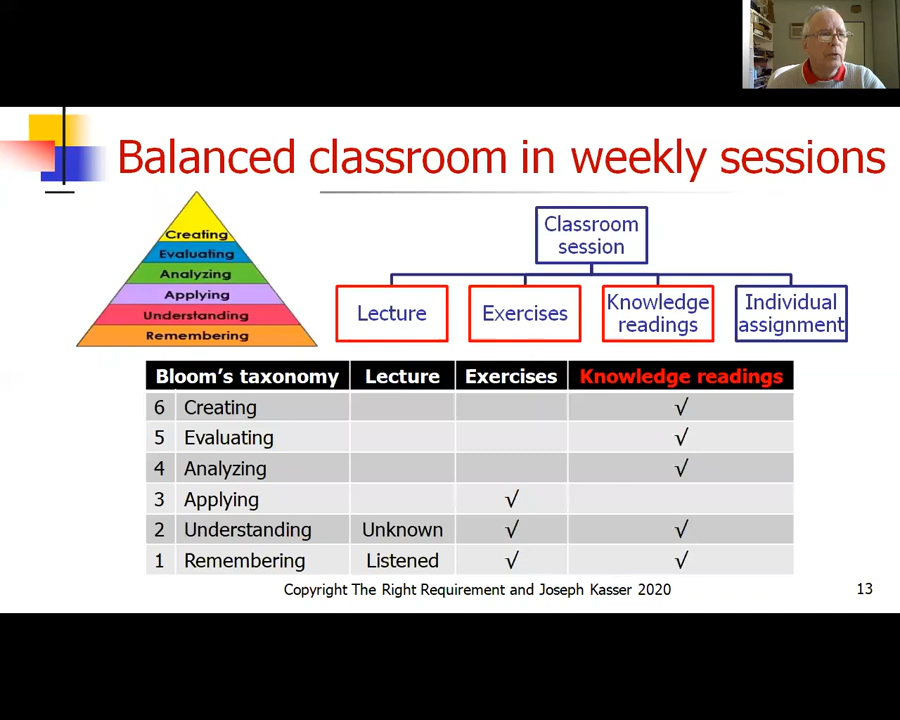 Balanced classroom in weekly sessions
Creating
Evaluating
Analyzing
Applying
Understanding
Remembering
Classroom
session
Lecture
Exercises
Knowledge
readings
Individual
assignment
Bloom's taxonomy Lecture Exercises Knowledge readings
6 Creating √
5 Evaluating √
4 Analyzing √
3 Applying √
2 Understanding Unknown √ √
1 Remembering Listened √ √
Copyright The Right Requirement and Joseph Kasser 2020
13